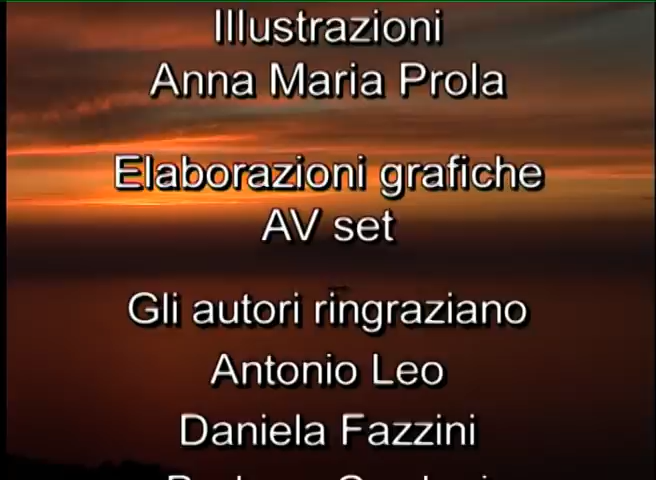 Illustrazioni
Anna Maria Prola
Elaborazioni grafiche
AV set
Gli autori ringraziano
Antonio Leo
Daniela Fazzini